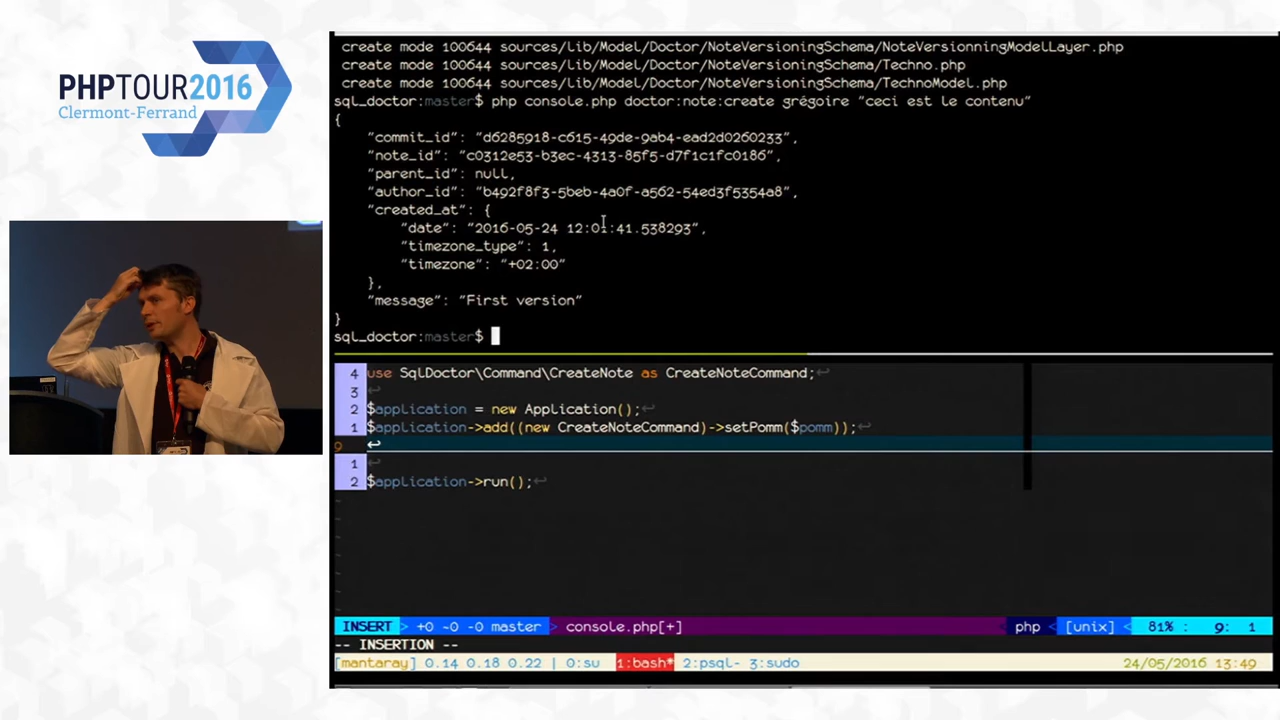 PHPTOUR2016
Clermont-Ferrand
create mode 100644 sources/lib/Model/Doctor/NoteVersioningSchema/NoteVersionningModelLayer.php
create mode 100644 sources/lib/Model/Doctor/NoteVersioningSchema/Techno.php
create mode 100644 sources/lib/Model/Doctor/NoteVersioningSchema/TechnoModel.php
sql_doctor:master$ php console.php doctor:note:create grégoire "ceci est le contenu"
{
"commit_id": "d6285918-c615-49de-9ab4-ead2d0260233",
"note_id": "c0312e53-b3ec-4313-85f5-d7f1c1fc0186",
"parent_id": null,
"author_id": "b492f8f3-5beb-4a0f-a562-54ed3f5354a8",
"created_at": {
"date": "2016-05-24 12:01:41.538293",
"timezone_type": 1,
"timezone": "+02:00"
},
"message": "First version"
}
sql_doctor:master$
4 use SqlDoctor\Command\CreateNote as CreateNoteCommand;
3
2 $application = new Application();
1 $application->add((new CreateNoteCommand)->setPomm($pomm));
9
1
2 $application->run();
INSERT > +0 ~0 -0 master > console.php[+] php < [unix] < 81% : 9: 1
-- INSERTION --
[mantaray] 0.14 0.18 0.22 | 0:su 1:bash* 2:psql- 3:sudo 24/05/2016 13:49